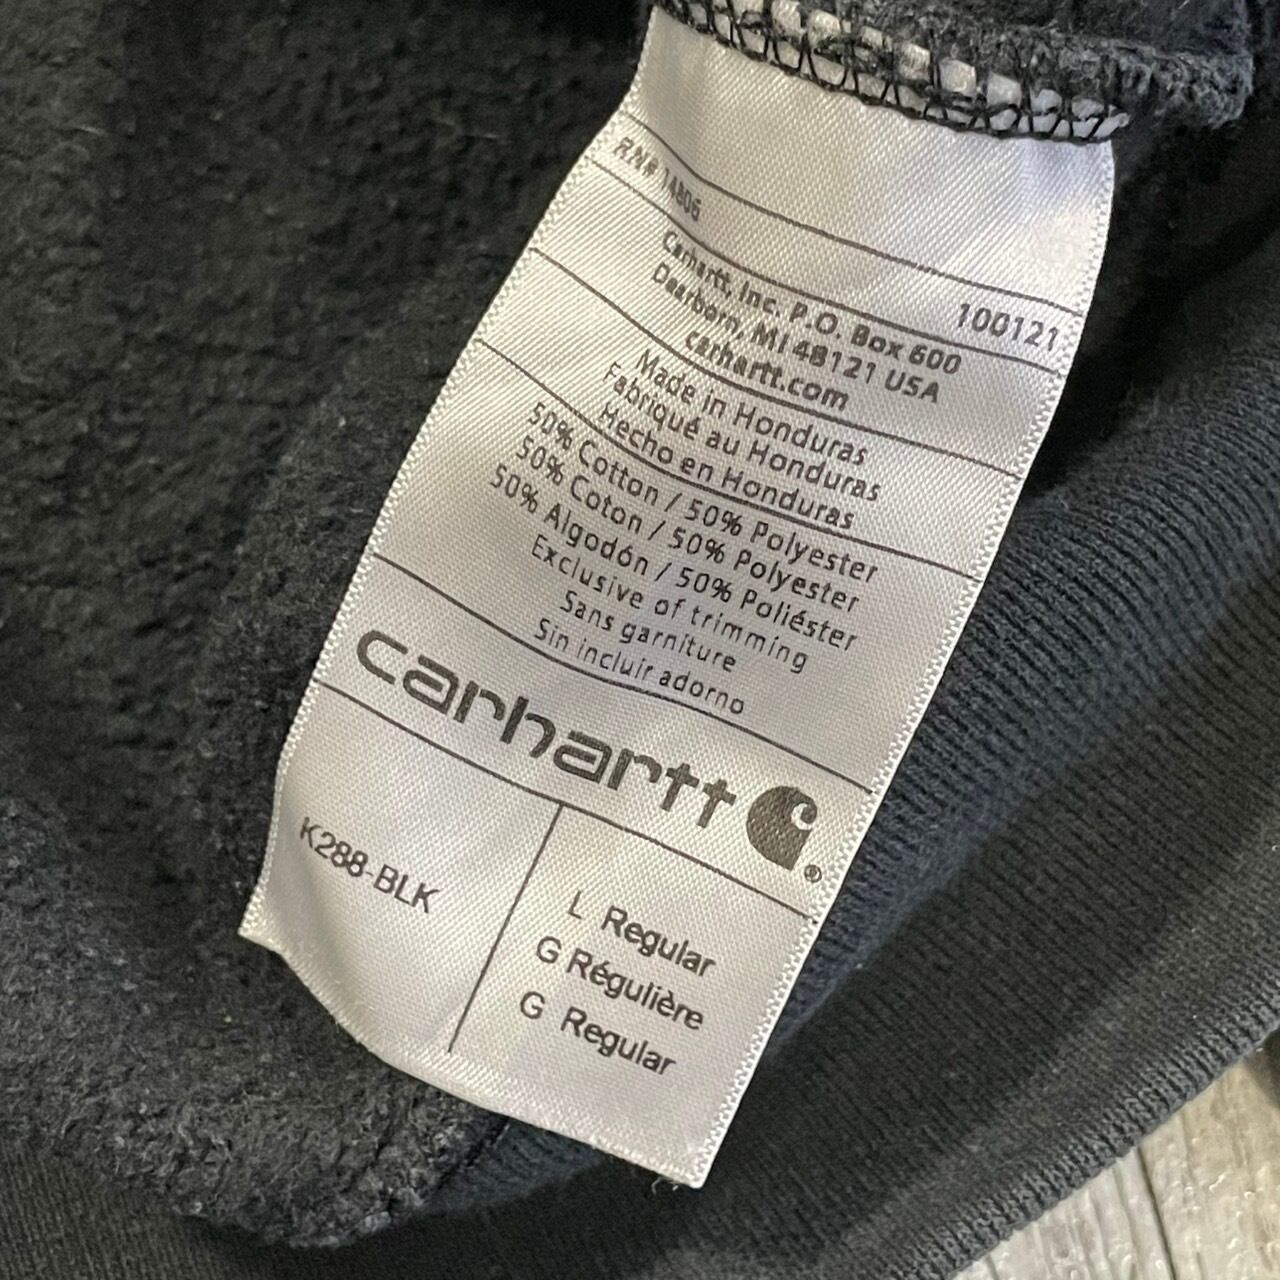 RN# 14806
100121
Carhartt, Inc. P.O. Box 600
Dearborn, MI 48121 USA
carhartt.com
Made in Honduras
Fabriqué au Honduras
Hecho en Honduras
50% Cotton / 50% Polyester
50% Coton / 50% Polyester
50% Algodón / 50% Poliéster
Exclusive of trimming
Sans garniture
Sin incluir adorno
carhartt ®
K288-BLK
L Regular
G Régulière
G Regular